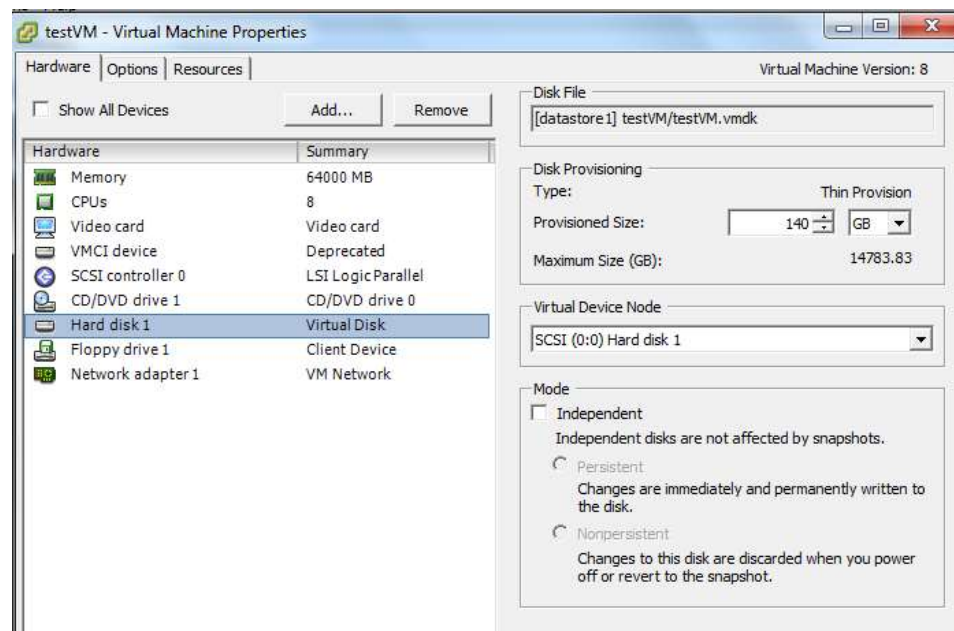 testVM - Virtual Machine Properties
Hardware Options Resources
Virtual Machine Version: 8
Show All Devices
Add...
Remove
Hardware Summary
Memory 64000 MB
CPUs 8
Video card Video card
VMCI device Deprecated
SCSI controller 0 LSI Logic Parallel
CD/DVD drive 1 CD/DVD drive 0
Hard disk 1 Virtual Disk
Floppy drive 1 Client Device
Network adapter 1 VM Network
Disk File
[datastore1] testVM/testVM.vmdk
Disk Provisioning
Type: Thin Provision
Provisioned Size: 140 GB
Maximum Size (GB): 14783.83
Virtual Device Node
SCSI (0:0) Hard disk 1
Mode
Independent
Independent disks are not affected by snapshots.
Persistent
Changes are immediately and permanently written to
the disk.
Nonpersistent
Changes to this disk are discarded when you power
off or revert to the snapshot.